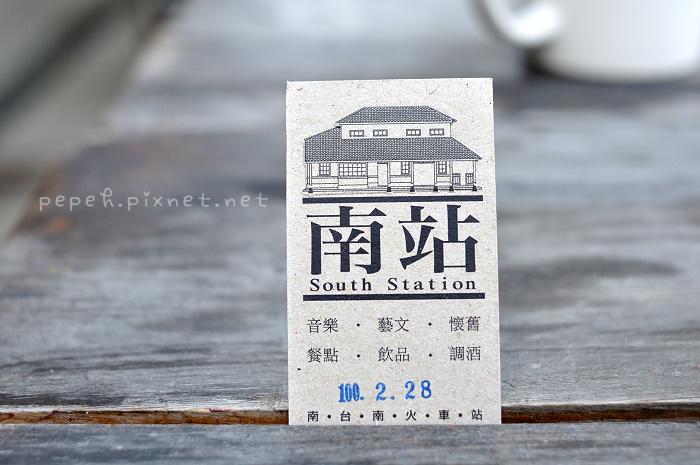 pepeh.pixnet.net
南站
South Station
音樂・藝文・懷舊
餐點・飲品・調酒
100. 2. 28
南・台・南・火・車・站